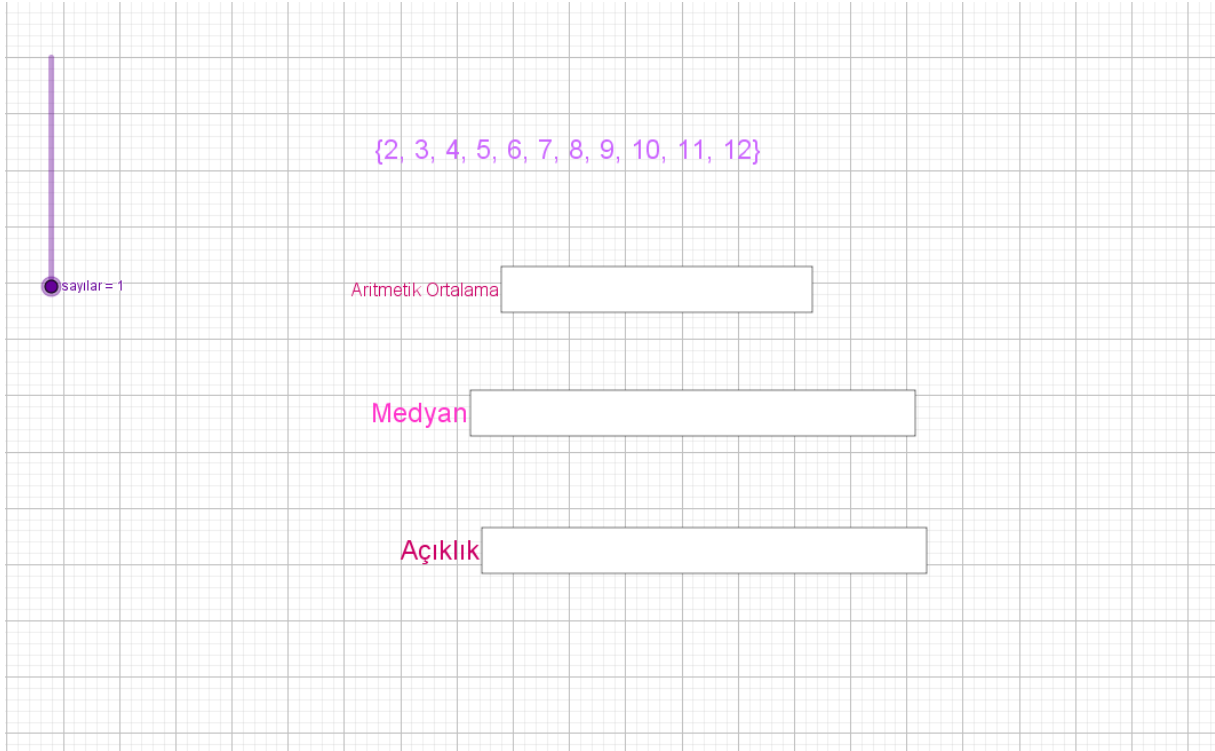 {2, 3, 4, 5, 6, 7, 8, 9, 10, 11, 12}
sayılar = 1
Aritmetik Ortalama
Medyan
Açıklık